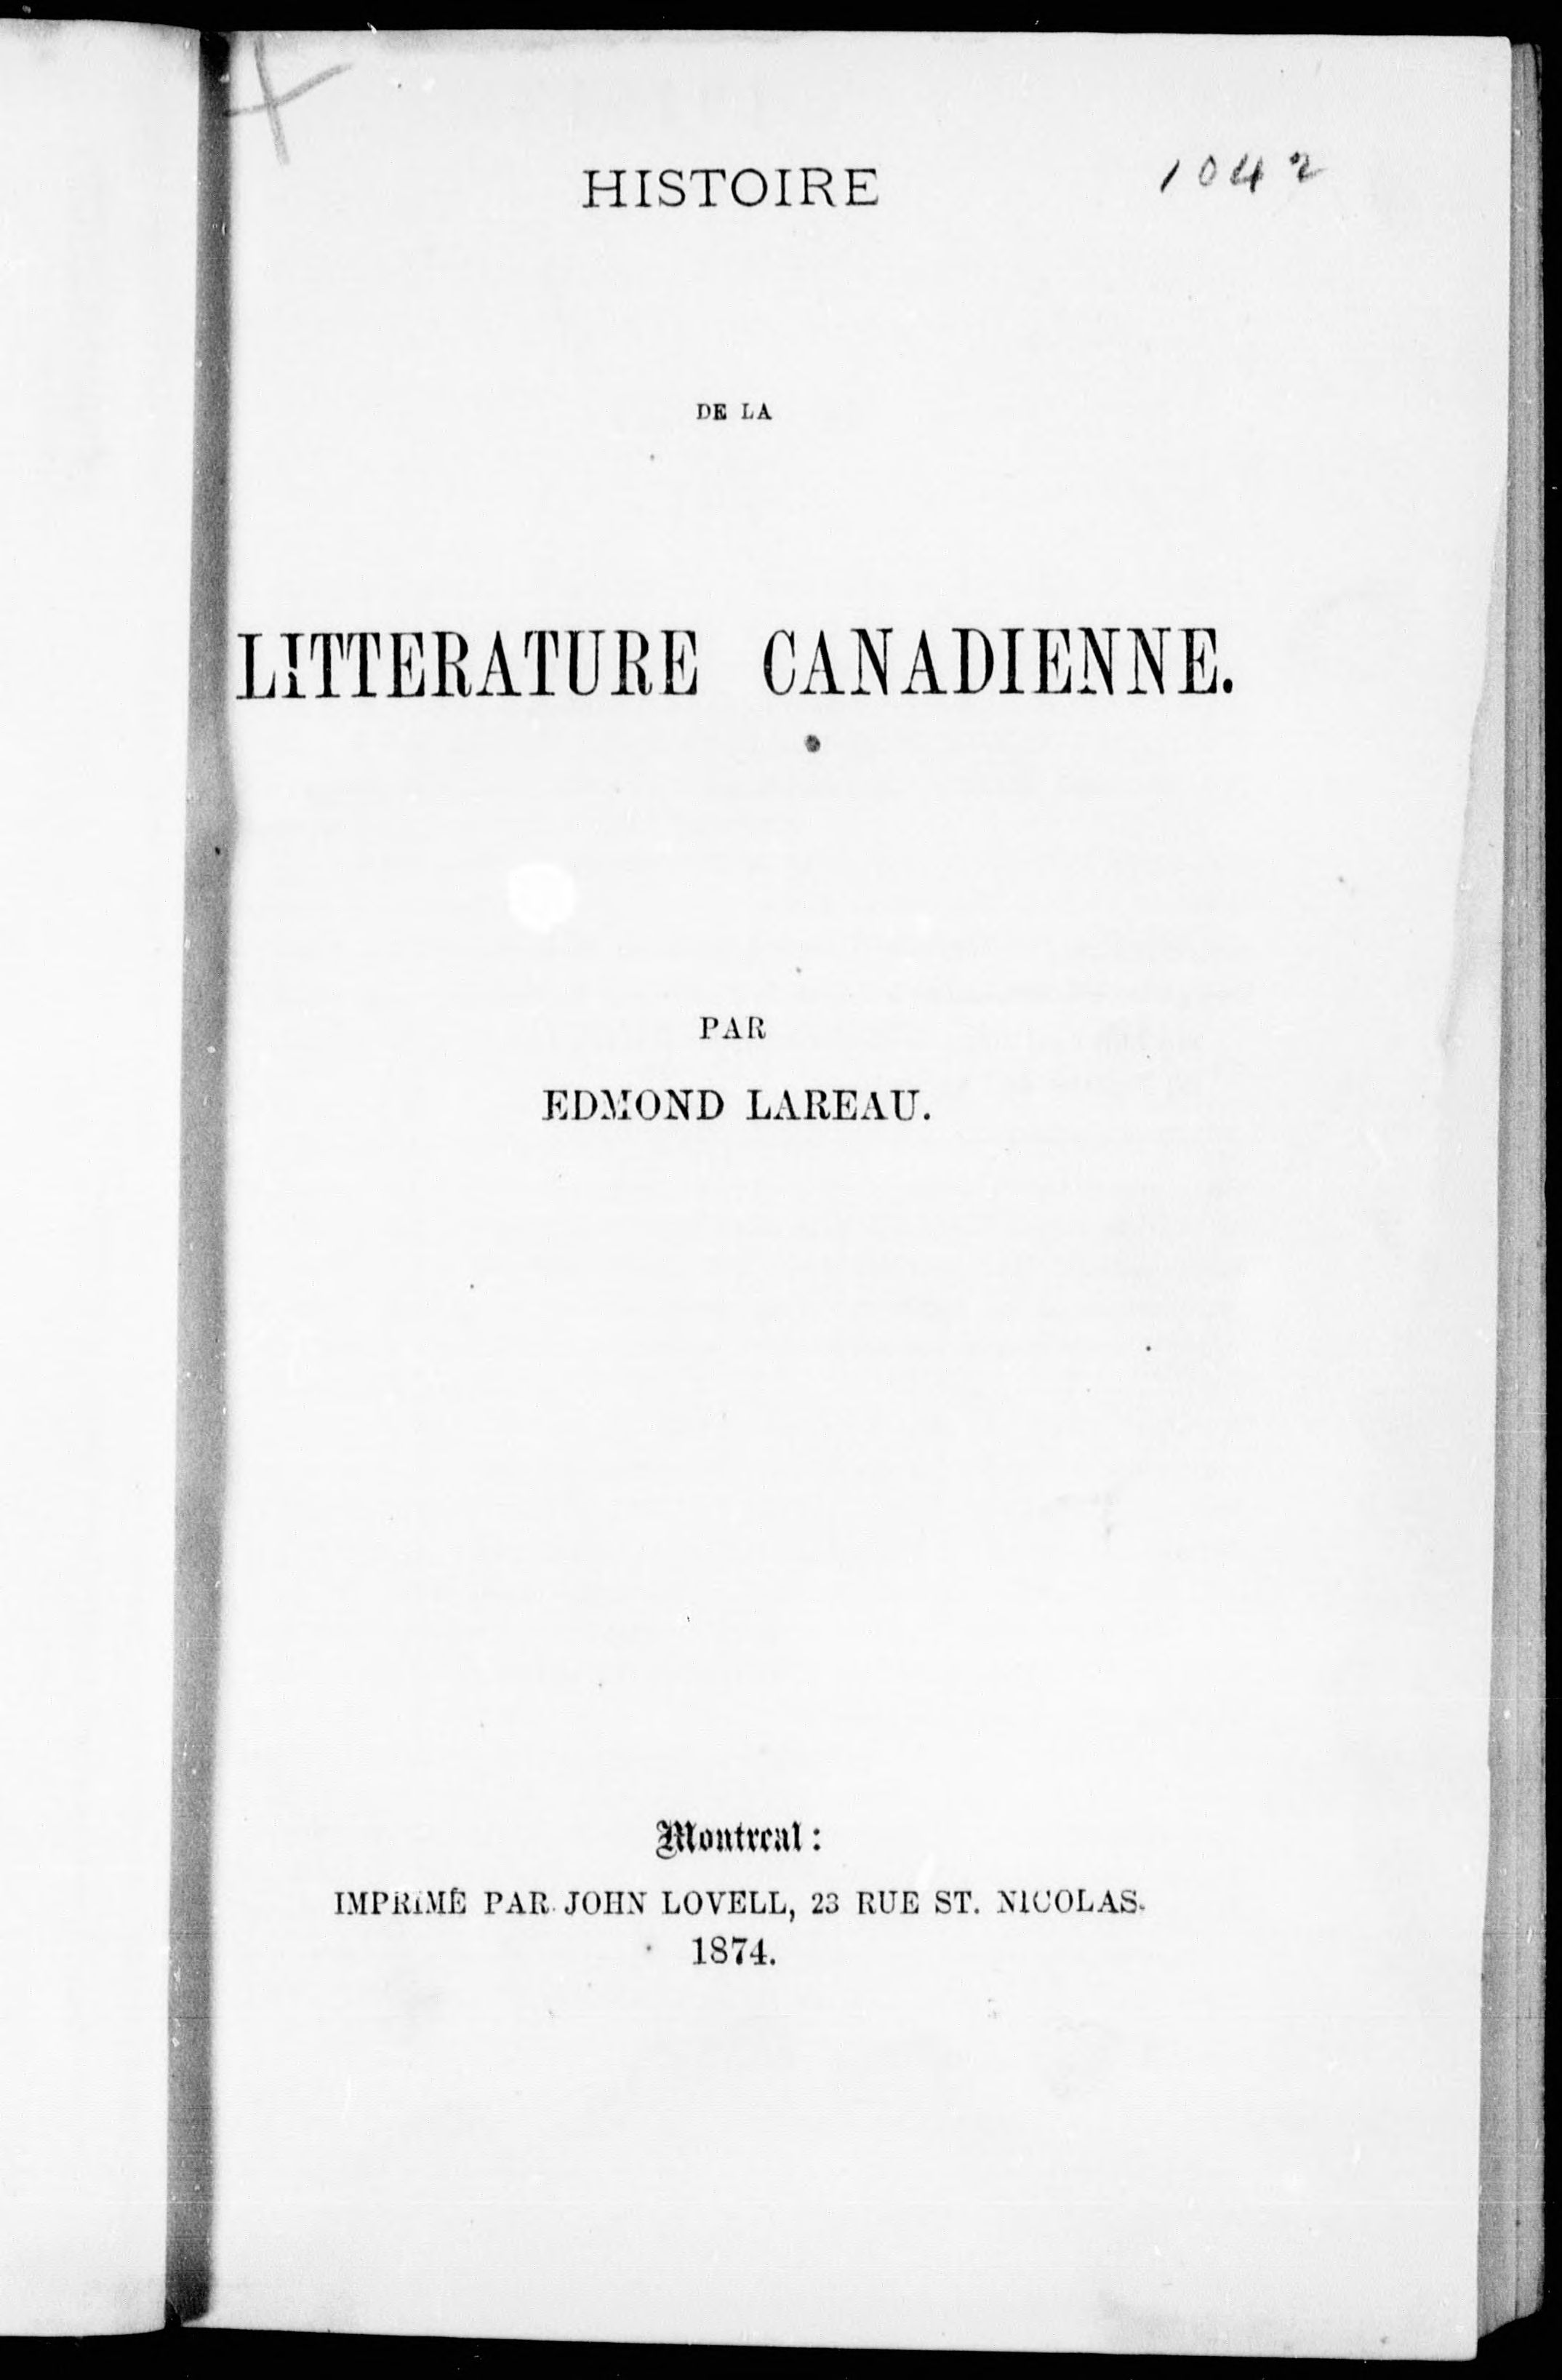 1042
HISTOIRE
DE LA
LITTERATURE CANADIENNE.
PAR
EDMOND LAREAU.
Montreal:
IMPRIMÉ PAR JOHN LOVELL, 23 RUE ST. NICOLAS.
1874.